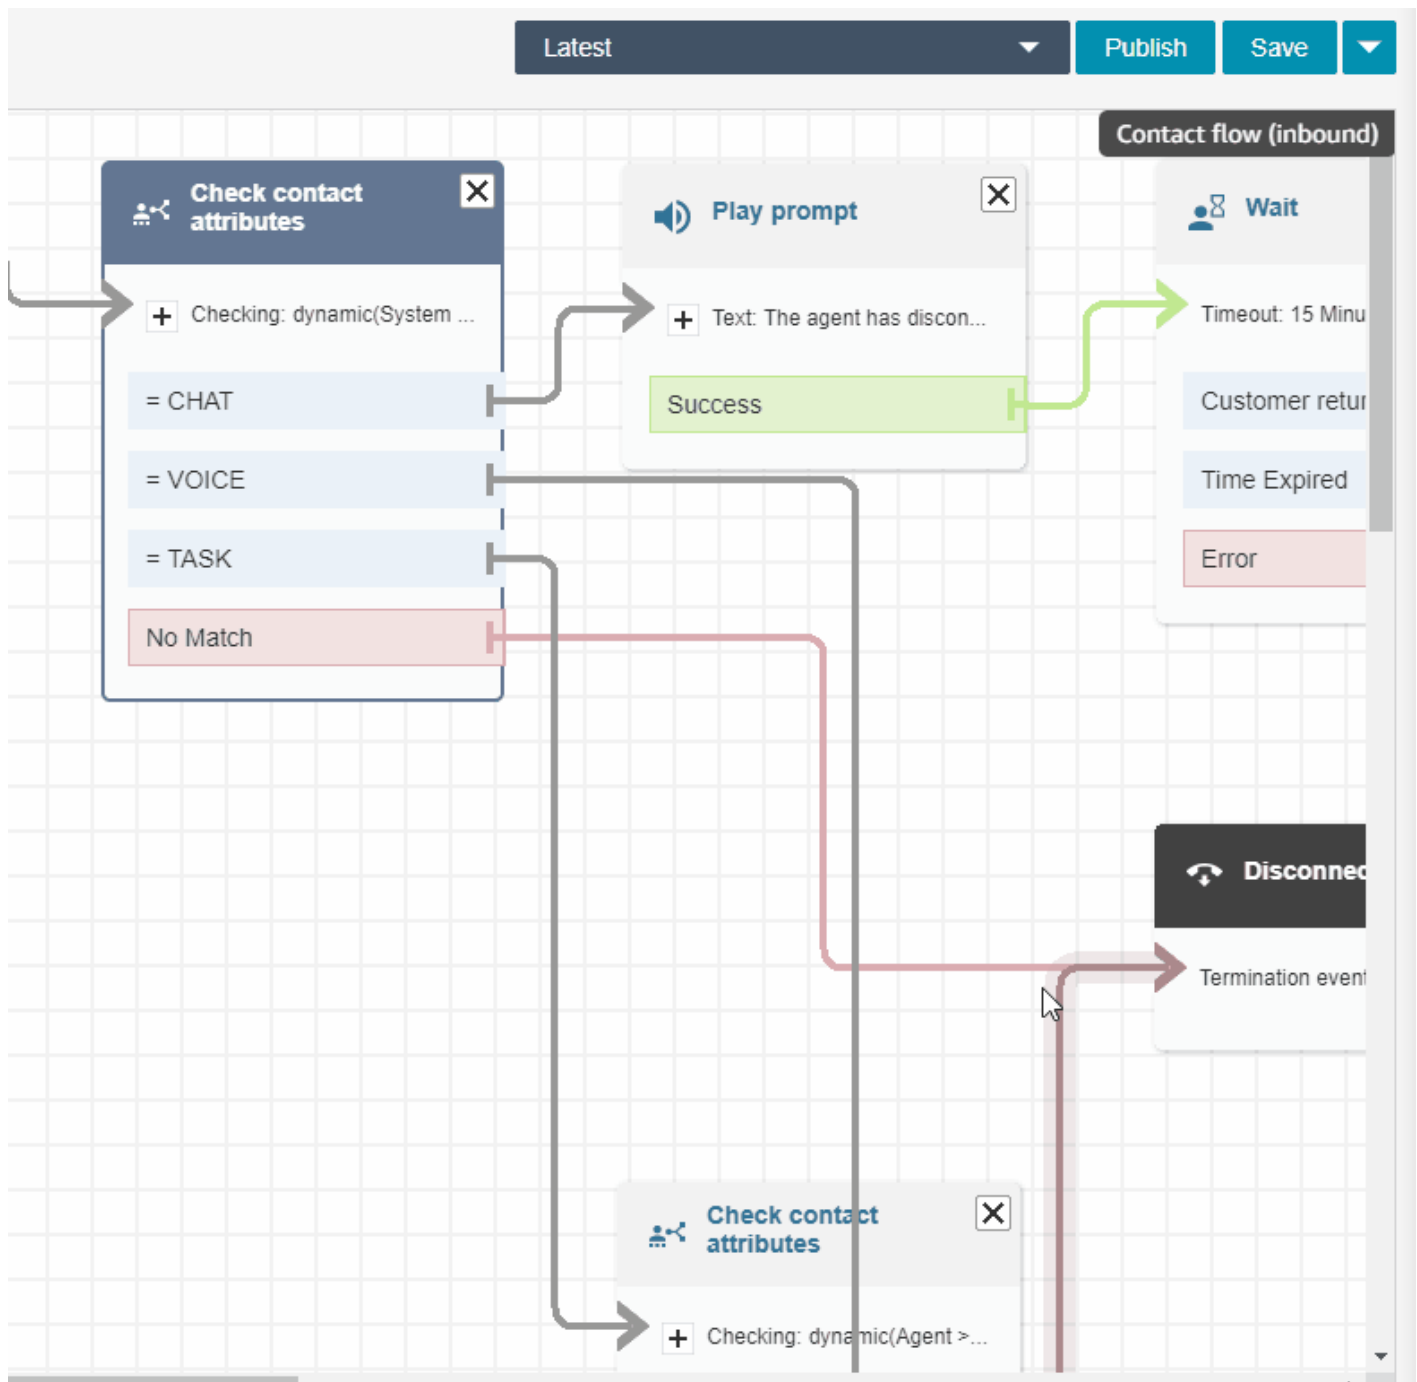 Latest
Publish
Save
Contact flow (inbound)
Check contact
attributes
Checking: dynamic(System ...
= CHAT
= VOICE
= TASK
No Match
Play prompt
Text: The agent has discon...
Success
Wait
Timeout: 15 Minu
Customer retur
Time Expired
Error
Disconnec
Termination event
Check contact
attributes
Checking: dynamic(Agent >...